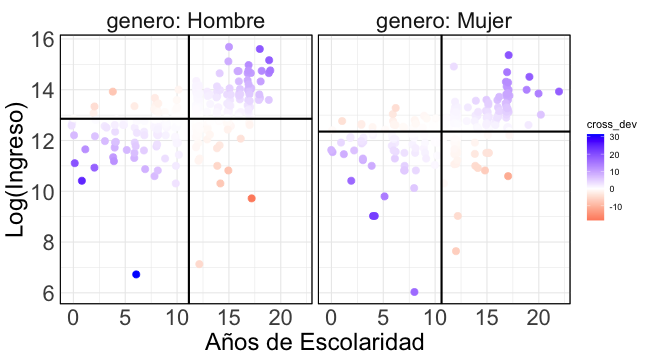 genero: Hombre
genero: Mujer
16
14
12
10
8
6
Log(Ingreso)
0 5 10 15 20
0 5 10 15 20
Años de Escolaridad
cross_dev
30
20
10
0
-10